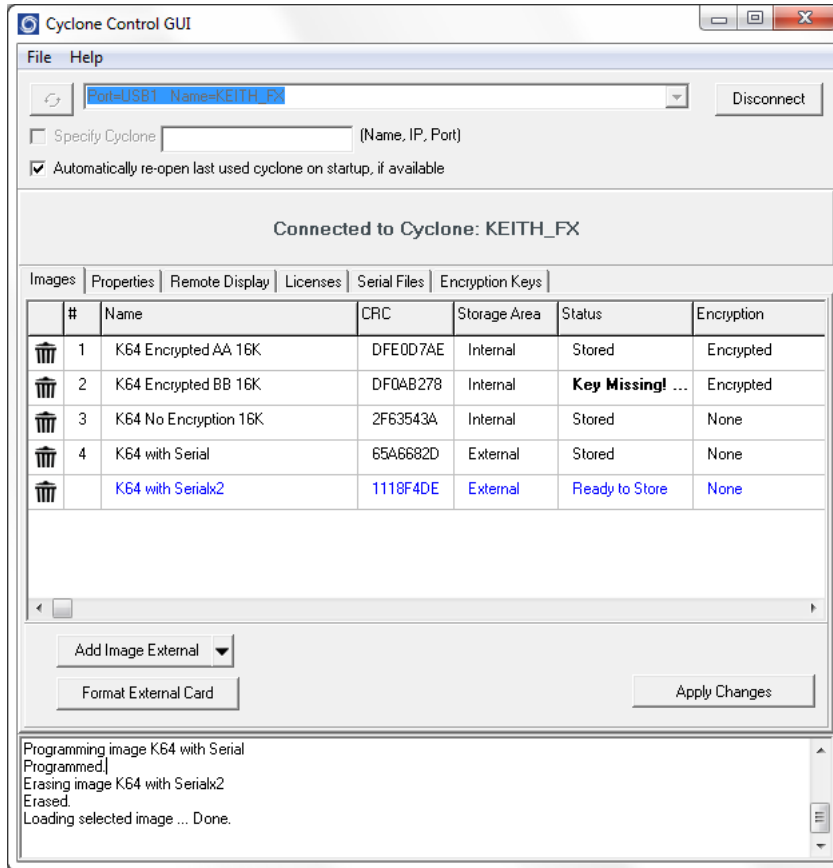 Cyclone Control GUI
File Help
Port=USB1 Name=KEITH_FX
Disconnect
Specify Cyclone (Name, IP, Port)
Automatically re-open last used cyclone on startup, if available
Connected to Cyclone: KEITH_FX
Images Properties Remote Display Licenses Serial Files Encryption Keys
# Name CRC Storage Area Status Encryption
1 K64 Encrypted AA 16K DFE0D7AE Internal Stored Encrypted
2 K64 Encrypted BB 16K DF0AB278 Internal Key Missing! ... Encrypted
3 K64 No Encryption 16K 2F63543A Internal Stored None
4 K64 with Serial 65A6682D External Stored None
K64 with Serialx2 1118F4DE External Ready to Store None
Add Image External
Format External Card
Apply Changes
Programming image K64 with Serial
Programmed.
Erasing image K64 with Serialx2
Erased.
Loading selected image ... Done.